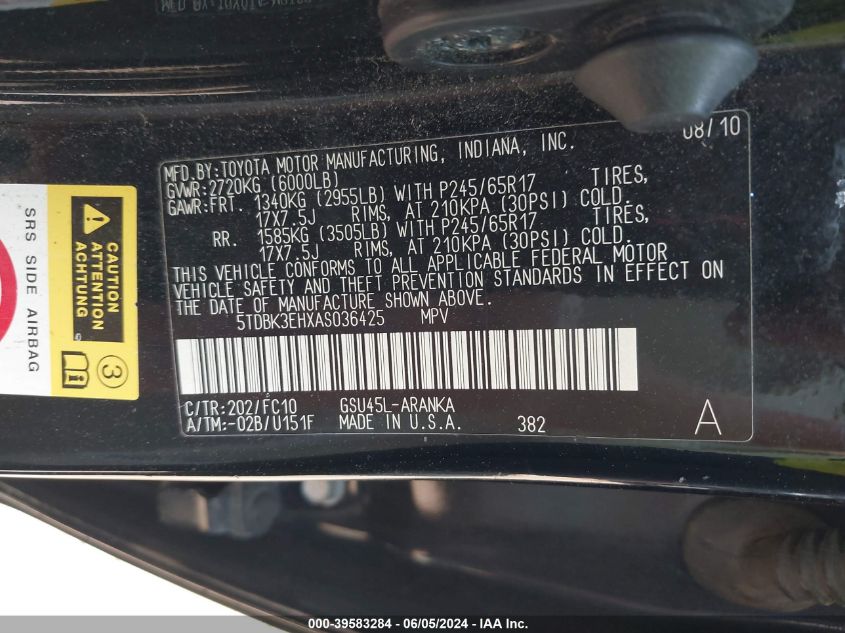 08/10
MFD.BY:TOYOTA MOTOR MANUFACTURING, INDIANA, INC.
GVWR:2720KG (6000LB)
GAWR:FRT. 1340KG (2955LB) WITH P245/65R17 TIRES,
17X7.5J RIMS, AT 210KPA (30PSI) COLD.
RR. 1585KG (3505LB) WITH P245/65R17 TIRES,
17X7.5J RIMS, AT 210KPA (30PSI) COLD.
THIS VEHICLE CONFORMS TO ALL APPLICABLE FEDERAL MOTOR
VEHICLE SAFETY AND THEFT PREVENTION STANDARDS IN EFFECT ON
THE DATE OF MANUFACTURE SHOWN ABOVE.
5TDBK3EHXAS036425 MPV
C/TR:202/FC10 GSU45L-ARANKA
A/TM:-02B/U151F MADE IN U.S.A. 382 A
SRS SIDE AIRBAG
CAUTION
ATTENTION
ACHTUNG
3
000-39583284 - 06/05/2024 - IAA Inc.